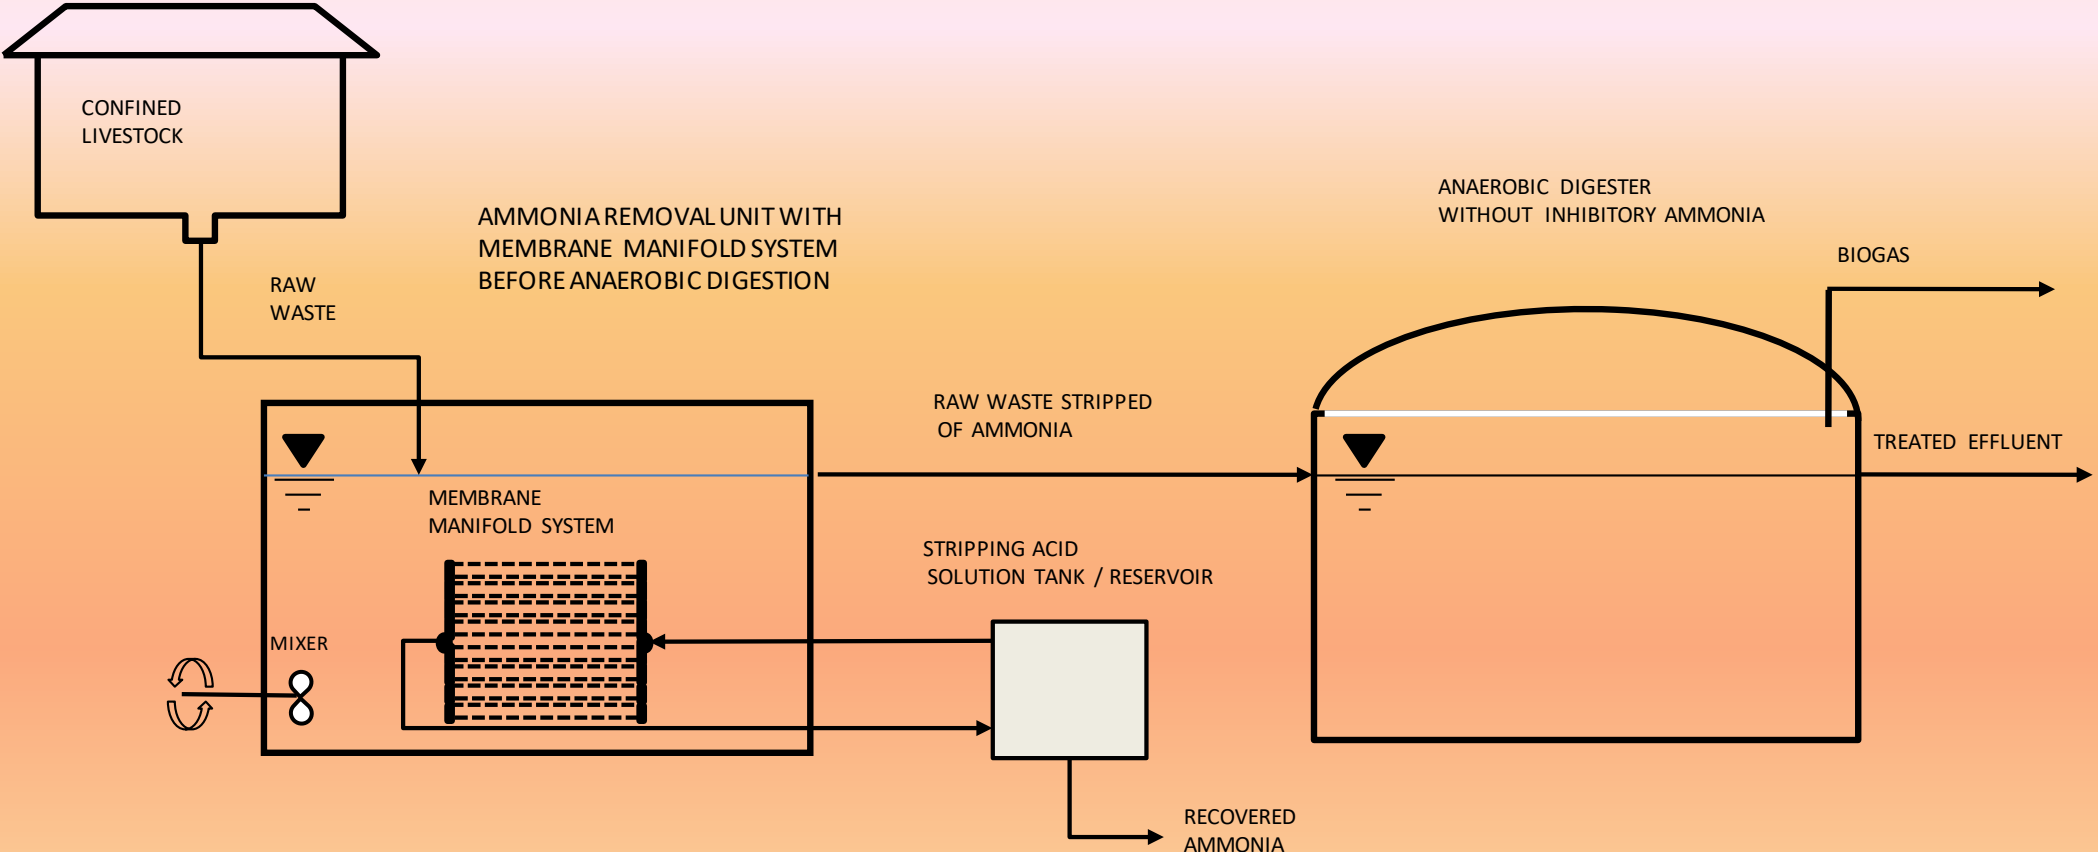 CONFINED
LIVESTOCK
AMMONIA REMOVAL UNIT WITH
MEMBRANE MANIFOLD SYSTEM
BEFORE ANAEROBIC DIGESTION
ANAEROBIC DIGESTER
WITHOUT INHIBITORY AMMONIA
BIOGAS
RAW
WASTE
RAW WASTE STRIPPED
OF AMMONIA
TREATED EFFLUENT
MEMBRANE
MANIFOLD SYSTEM
STRIPPING ACID
SOLUTION TANK / RESERVOIR
MIXER
RECOVERED
AMMONIA